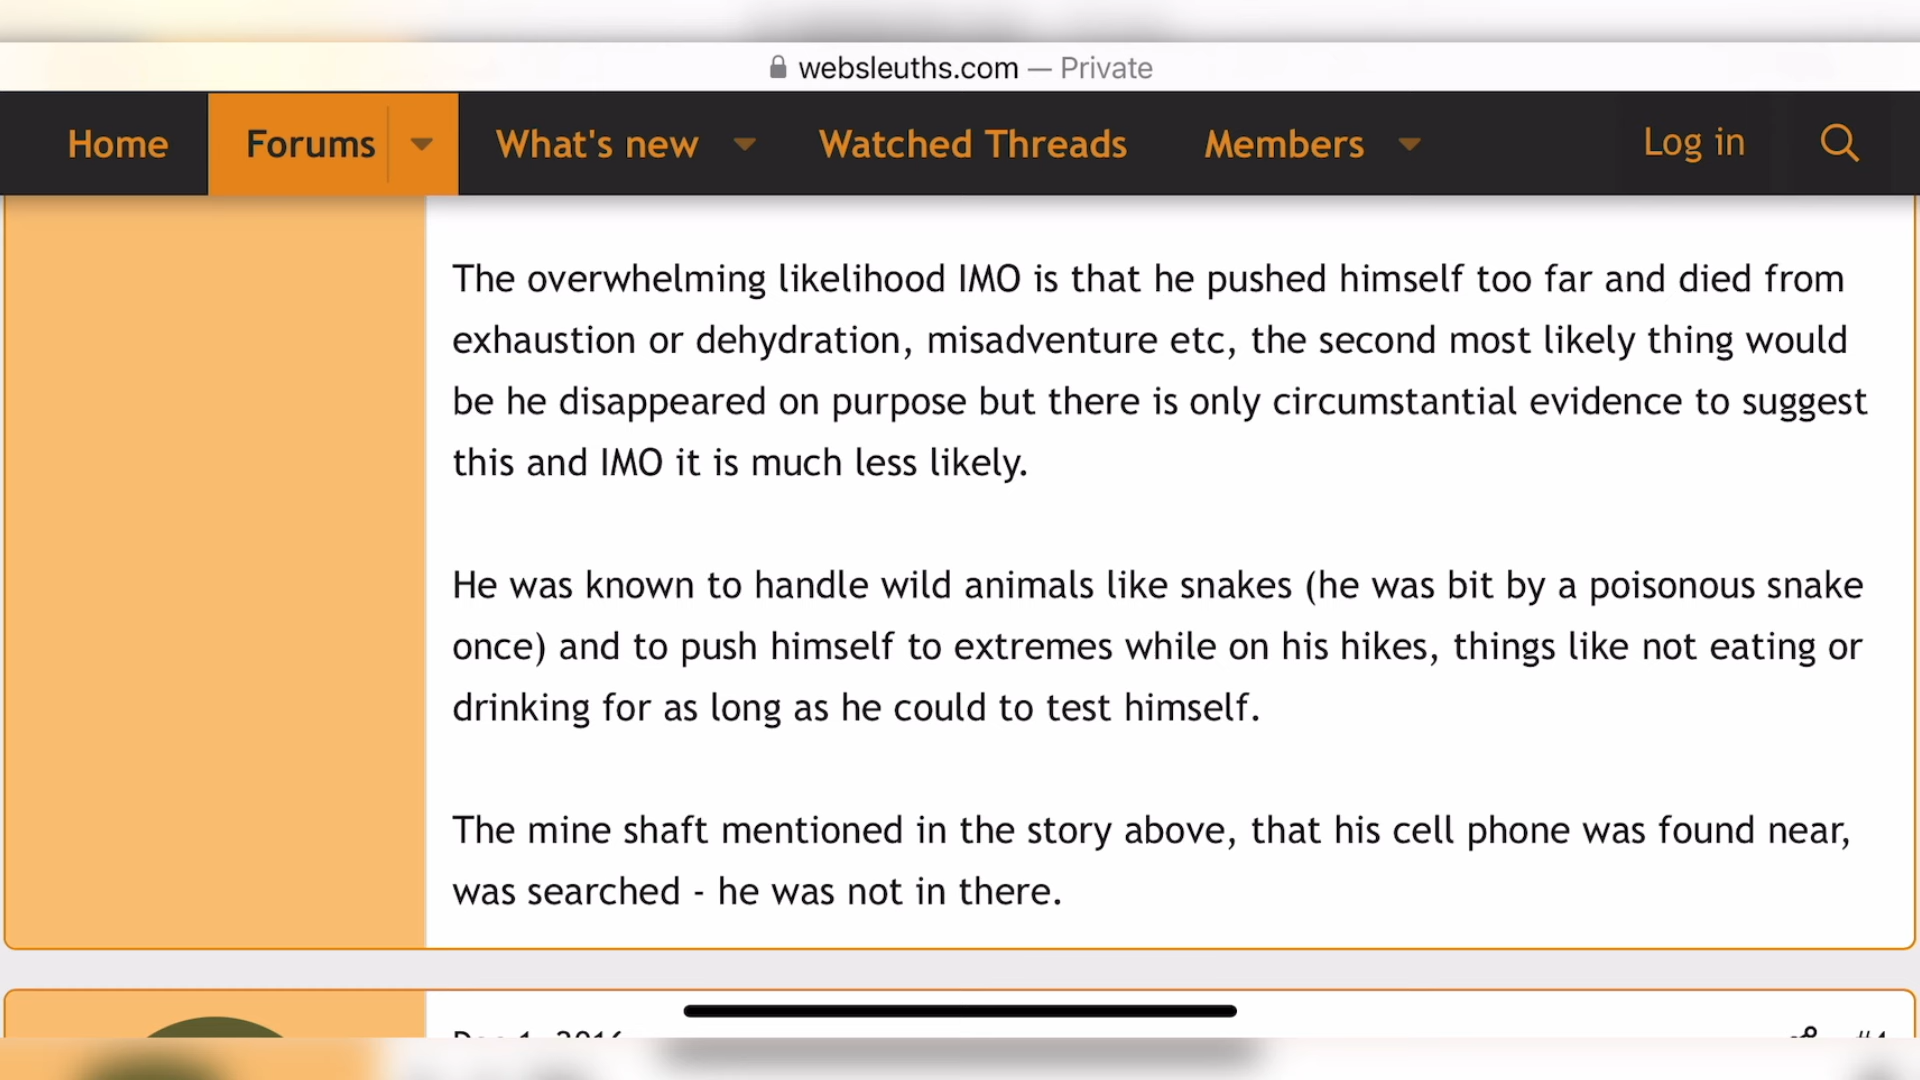 websleuths.com — Private
Home Forums What's new Watched Threads Members Log in
The overwhelming likelihood IMO is that he pushed himself too far and died from
exhaustion or dehydration, misadventure etc, the second most likely thing would
be he disappeared on purpose but there is only circumstantial evidence to suggest
this and IMO it is much less likely.
He was known to handle wild animals like snakes (he was bit by a poisonous snake
once) and to push himself to extremes while on his hikes, things like not eating or
drinking for as long as he could to test himself.
The mine shaft mentioned in the story above, that his cell phone was found near,
was searched - he was not in there.